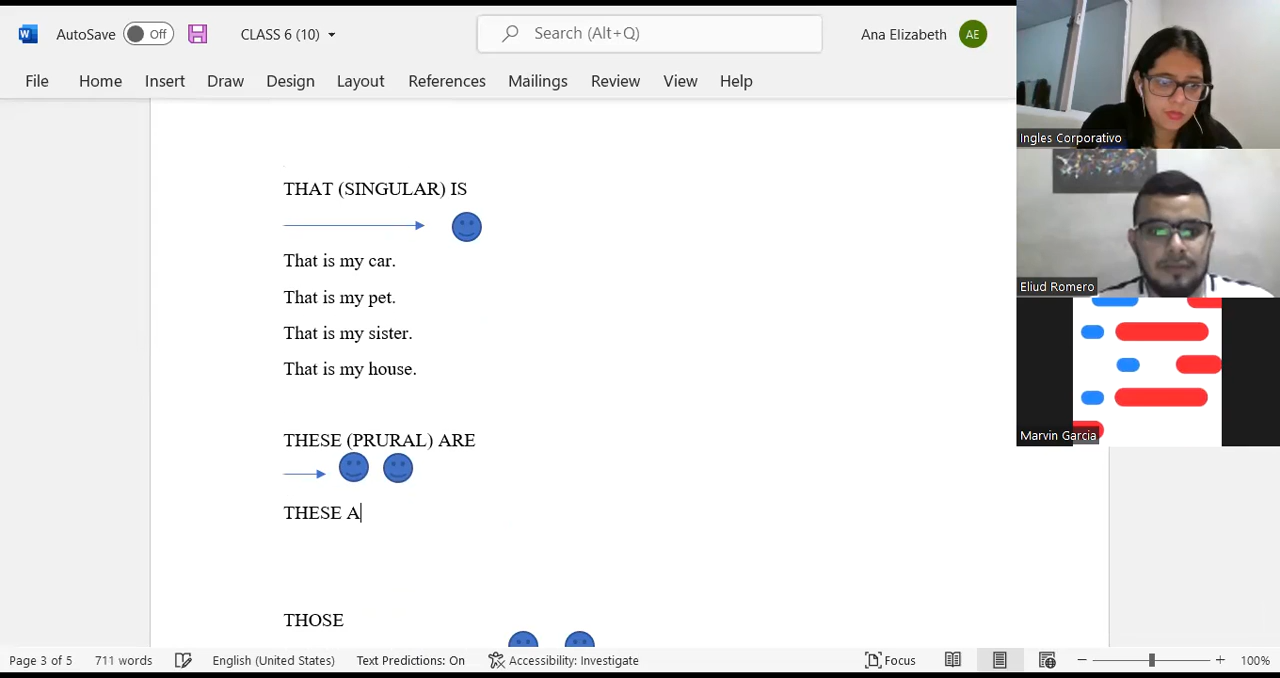 AutoSave Off CLASS 6 (10) Search (Alt+Q) Ana Elizabeth AE
File Home Insert Draw Design Layout References Mailings Review View Help
Ingles Corporativo
THAT (SINGULAR) IS
That is my car.
That is my pet.
Eliud Romero
That is my sister.
That is my house.
Marvin Garcia
THESE (PRURAL) ARE
THESE A
THOSE
Page 3 of 5 711 words English (United States) Text Predictions: On Accessibility: Investigate Focus 100%